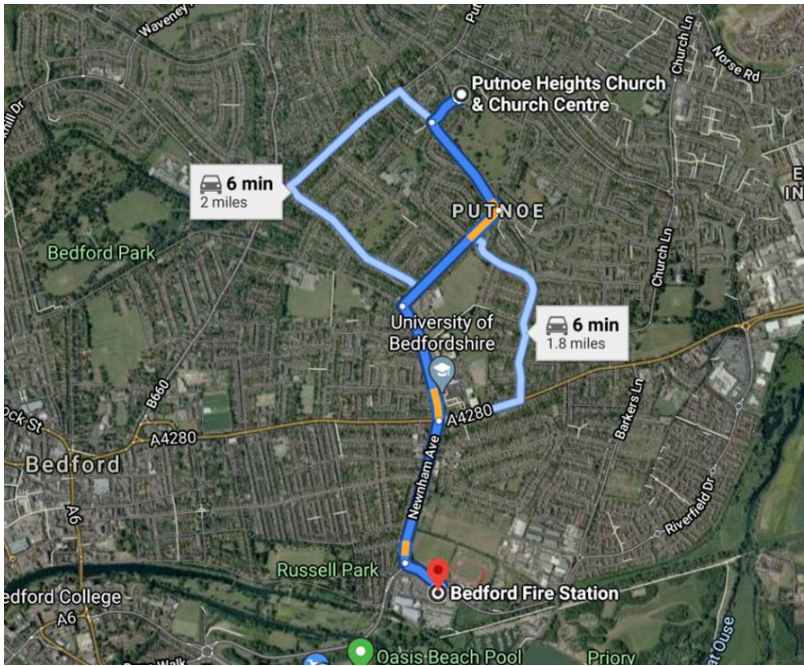 Waveney
Church Ln
Norse Rd
Putnoe Heights Church
& Church Centre
6 min
2 miles
PUTNOE
Bedford Park
Church Ln
University of
Bedfordshire
6 min
1.8 miles
B660
Barkers Ln
A4280
A4280
Bedford
Newnham Ave
A6
Riverfield Dr
Russell Park
Bedford Fire Station
edford College
A6
Oasis Beach Pool
Priory
t Ouse